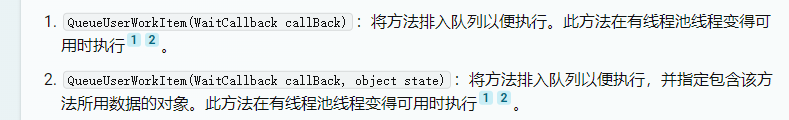 1. QueueUserWorkItem(WaitCallback callBack)：将方法排入队列以便执行。此方法在有线程池线程变得可
用时执行1 2。
2. QueueUserWorkItem(WaitCallback callBack, object state)：将方法排入队列以便执行，并指定包含该方
法所用数据的对象。此方法在有线程池线程变得可用时执行1 2。